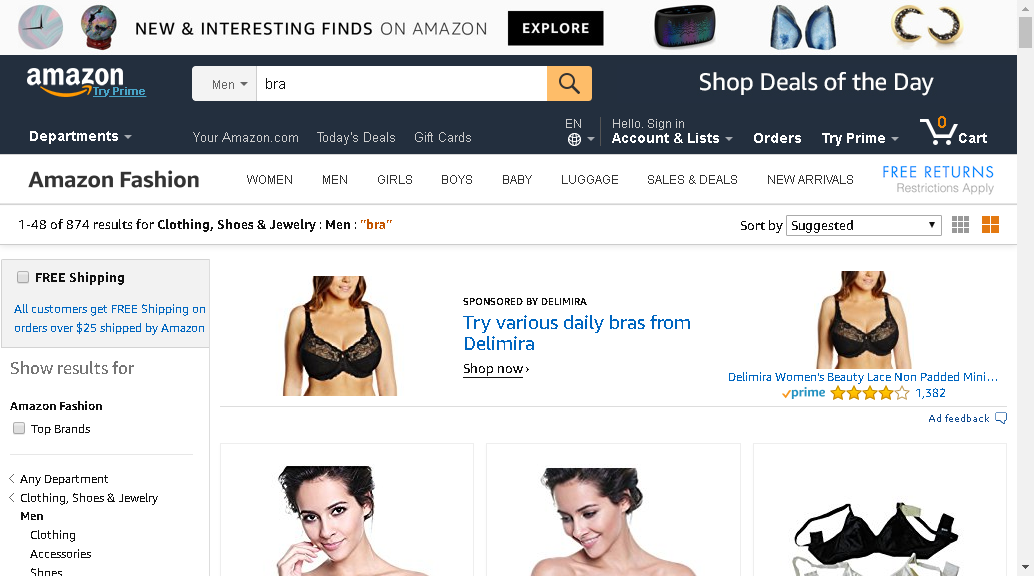 NEW & INTERESTING FINDS ON AMAZON EXPLORE
amazon
Try Prime
Men
bra
Shop Deals of the Day
Departments
Your Amazon.com
Today's Deals
Gift Cards
EN
Hello. Sign in
Account & Lists
Orders
Try Prime
0
Cart
Amazon Fashion
WOMEN
MEN
GIRLS
BOYS
BABY
LUGGAGE
SALES & DEALS
NEW ARRIVALS
FREE RETURNS
Restrictions Apply
1-48 of 874 results for Clothing, Shoes & Jewelry : Men : "bra"
Sort by Suggested
FREE Shipping
All customers get FREE Shipping on
orders over $25 shipped by Amazon
Show results for
Amazon Fashion
Top Brands
Any Department
Clothing, Shoes & Jewelry
Men
Clothing
Accessories
Shoes
SPONSORED BY DELIMIRA
Try various daily bras from
Delimira
Shop now ›
Delimira Women's Beauty Lace Non Padded Mini...
prime 1,382
Ad feedback